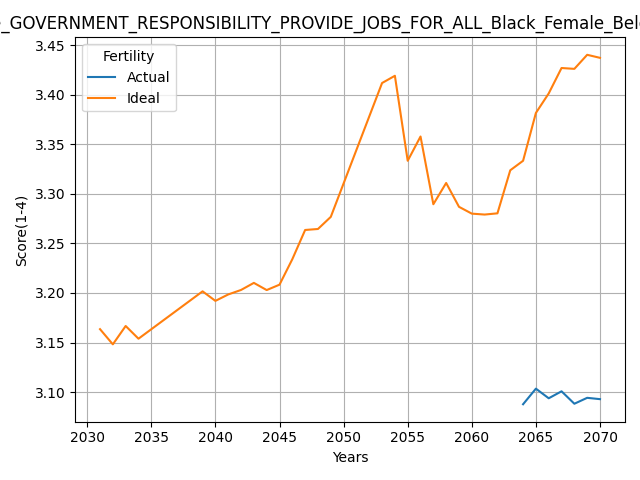 _GOVERNMENT_RESPONSIBILITY_PROVIDE_JOBS_FOR_ALL_Black_Female_Bel
Fertility
Actual
Ideal
Score(1-4)
3.45
3.40
3.35
3.30
3.25
3.20
3.15
3.10
2030 2035 2040 2045 2050 2055 2060 2065 2070
Years